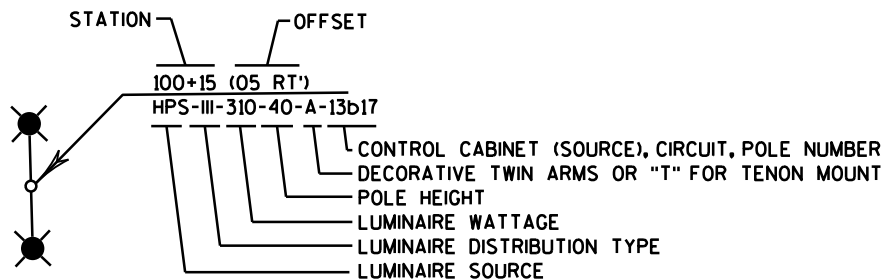 STATION
OFFSET
100+15 (05 RT')
HPS-III-310-40-A-13b17
CONTROL CABINET (SOURCE), CIRCUIT, POLE NUMBER
DECORATIVE TWIN ARMS OR "T" FOR TENON MOUNT
POLE HEIGHT
LUMINAIRE WATTAGE
LUMINAIRE DISTRIBUTION TYPE
LUMINAIRE SOURCE